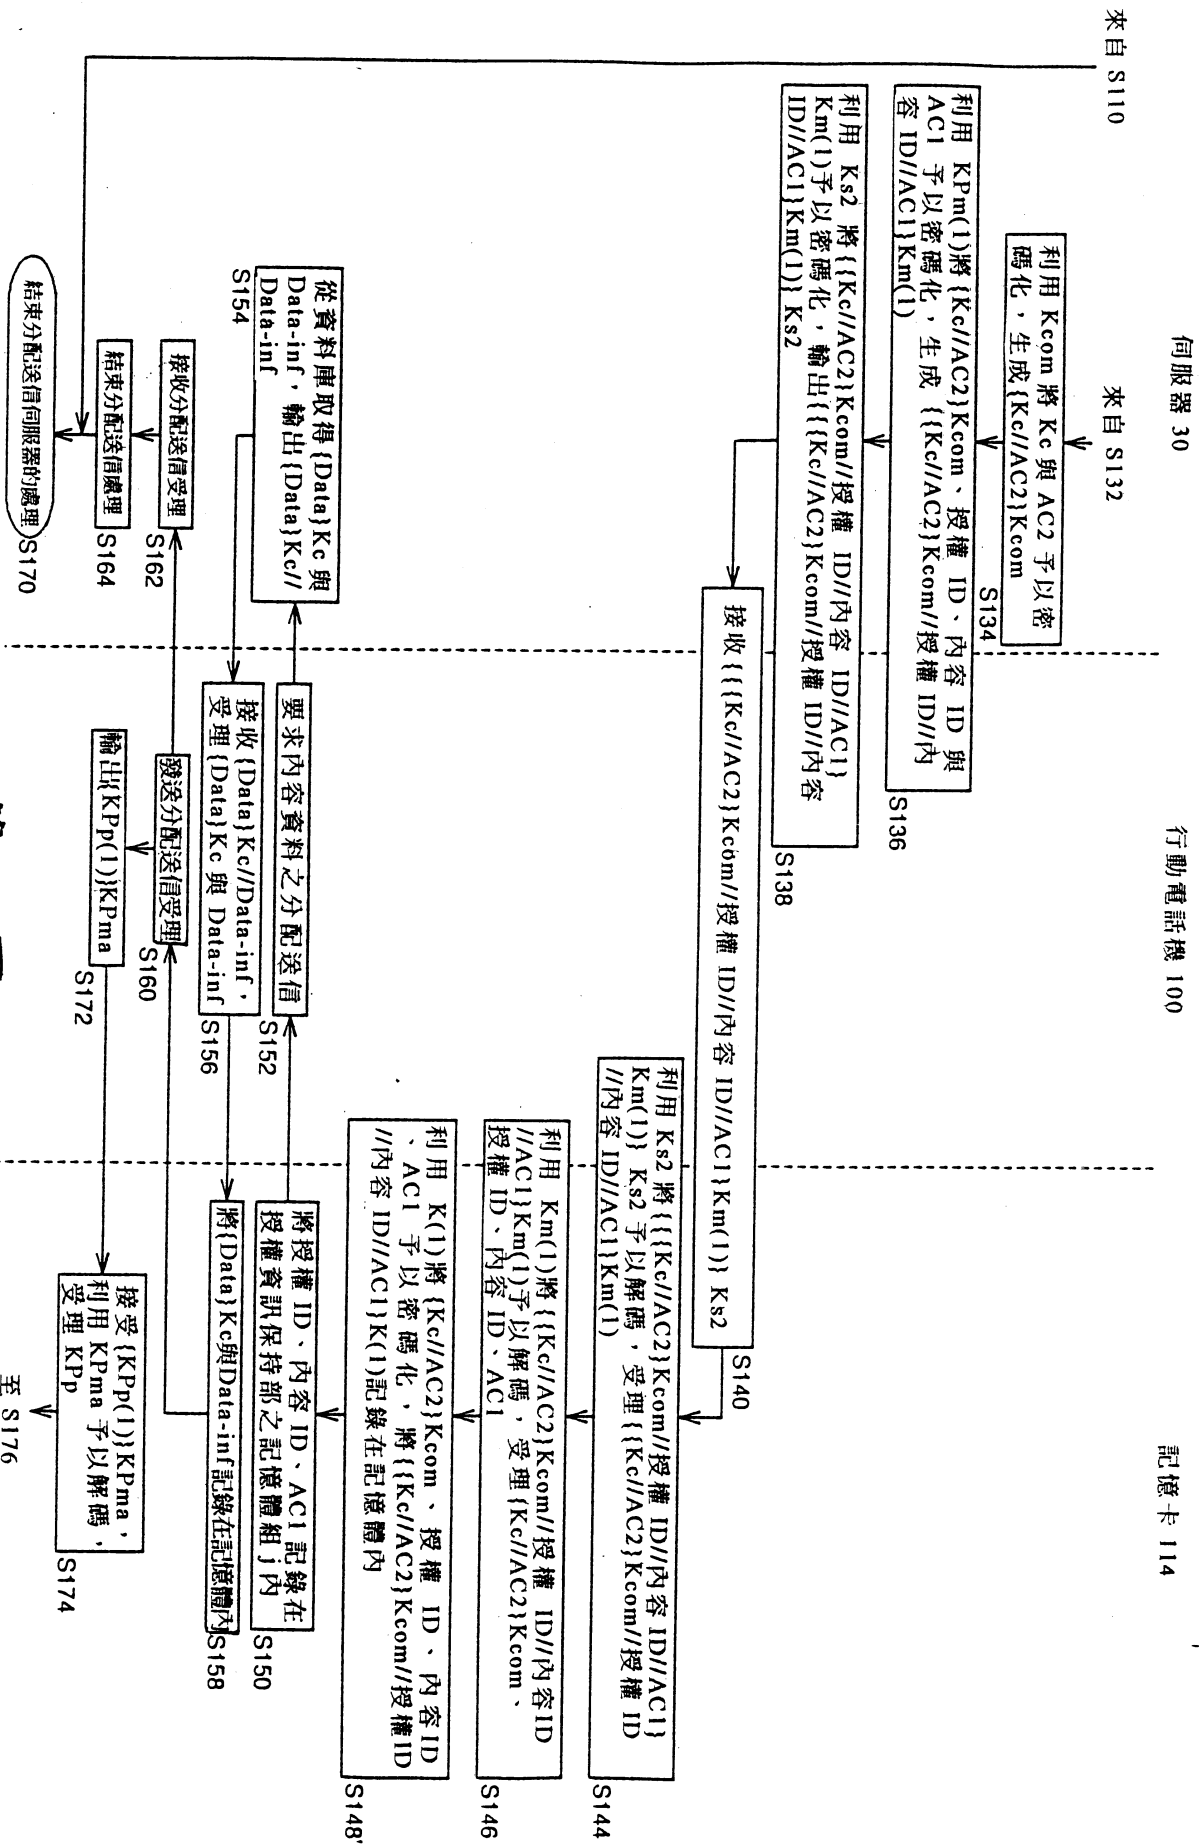 伺服器 30
行動電話機 100
記憶卡 114
來自 S110
來自 S132
利用 Kcom 將 Kc 與 AC2 予以密
碼化，生成{Kc//AC2}Kcom
S134
利用 KPm(1)將{Kc//AC2}Kcom、授權 ID、內容 ID 與
AC1 予以密碼化，生成 {{Kc//AC2}Kcom//授權 ID//內
容 ID//AC1}Km(1)
S136
利用 Ks2 將{{Kc//AC2}Kcom//授權 ID//內容 ID//AC1}
Km(1)予以密碼化，輸出{{{Kc//AC2}Kcom//授權 ID//內容
ID//AC1}Km(1)} Ks2
S138
接收{{{Kc//AC2}Kcom//授權 ID//內容 ID//AC1}Km(1)} Ks2
S140
利用 Ks2 將{{{Kc//AC2}Kcom//授權 ID//內容 ID//AC1}
Km(1)} Ks2 予以解碼，受理{{Kc//AC2}Kcom//授權 ID
//內容 ID//AC1}Km(1)
S144
利用 Km(1)將{{Kc//AC2}Kcom//授權 ID//內容ID
//AC1}Km(1)予以解碼，受理{Kc//AC2}Kcom、
授權 ID、內容 ID、AC1
S146
利用 K(1)將{Kc//AC2}Kcom、授權 ID、內容ID
、AC1 予以密碼化，將{{Kc//AC2}Kcom//授權ID
//內容 ID//AC1}K(1)記錄在記憶體內
S148'
將授權 ID、內容 ID、AC1記錄在
授權資訊保持部之記憶體組 j 內
S150
要求內容資料之分配送信
S152
從資料庫取得{Data}Kc 與
Data-inf，輸出{Data}Kc//
Data-inf
S154
接收{Data}Kc//Data-inf，
受理{Data}Kc 與 Data-inf
S156
將{Data}Kc與Data-inf記錄在記憶體內
S158
發送分配送信受理
S160
接收分配送信受理
S162
結束分配送信處理
S164
結束分配送信伺服器的處理
S170
輸出{KPp(1)}KPma
S172
接受{KPp(1)}KPma，
利用 KPma 予以解碼，
受理 KPp
S174
至 S176